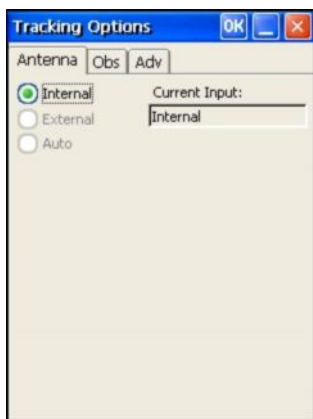 Tracking Options OK
Antenna Obs Adv
Internal Current Input:
External Internal
Auto